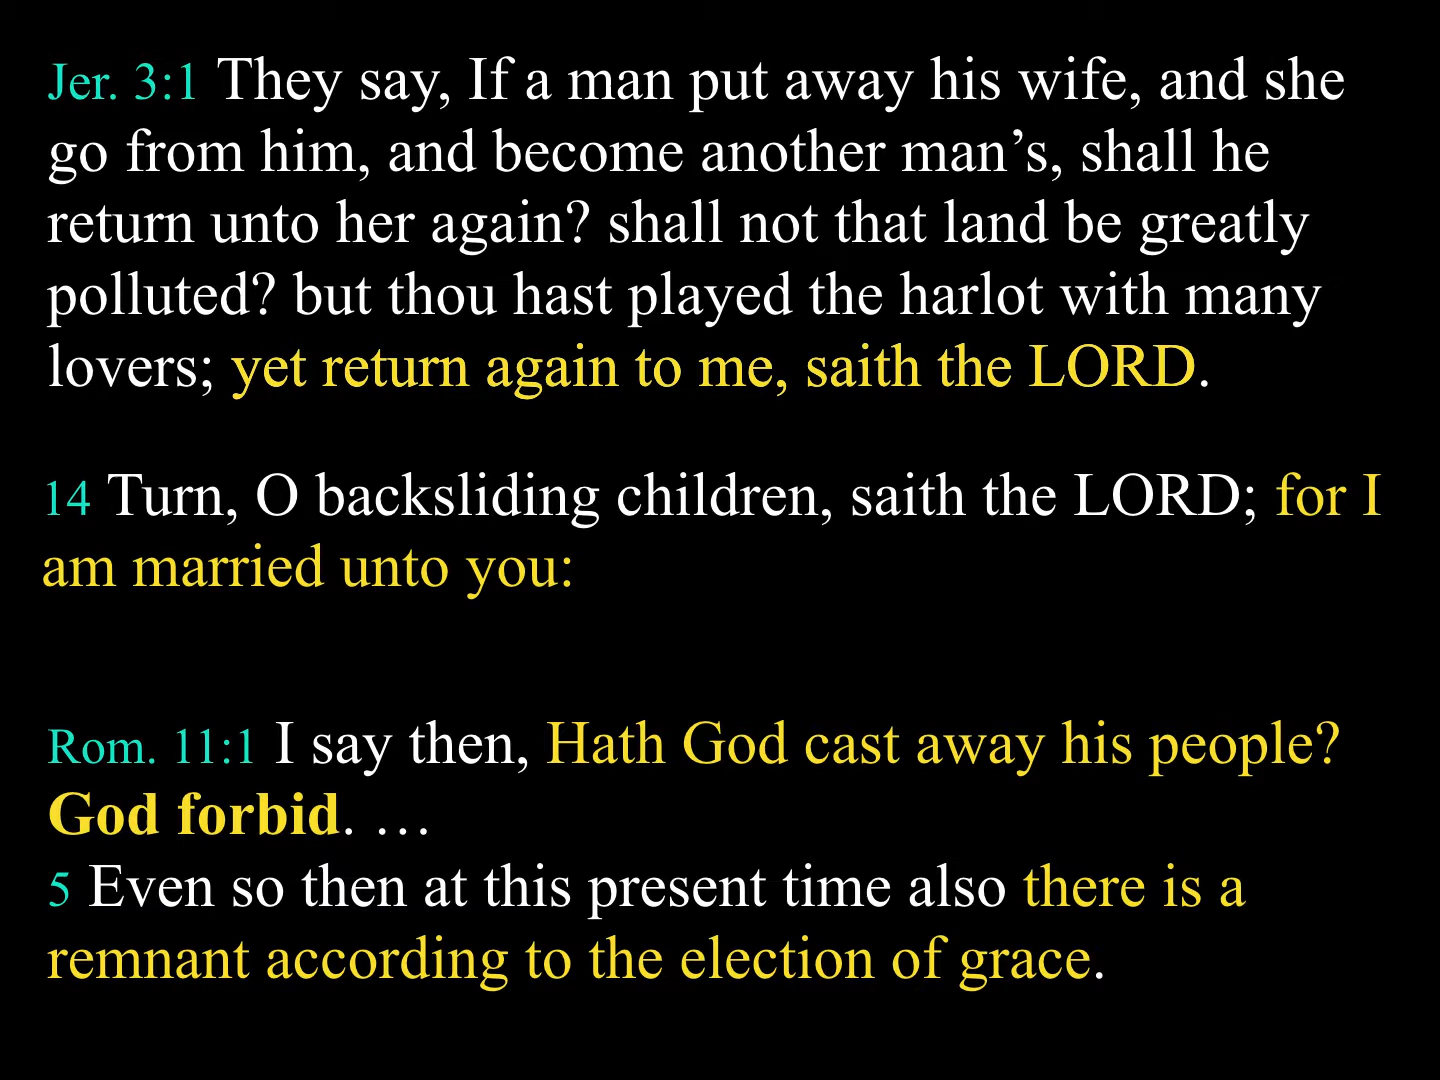 Jer. 3:1 They say, If a man put away his wife, and she
go from him, and become another man’s, shall he
return unto her again? shall not that land be greatly
polluted? but thou hast played the harlot with many
lovers; yet return again to me, saith the LORD.
14 Turn, O backsliding children, saith the LORD; for I
am married unto you:
Rom. 11:1 I say then, Hath God cast away his people?
God forbid. …
5 Even so then at this present time also there is a
remnant according to the election of grace.